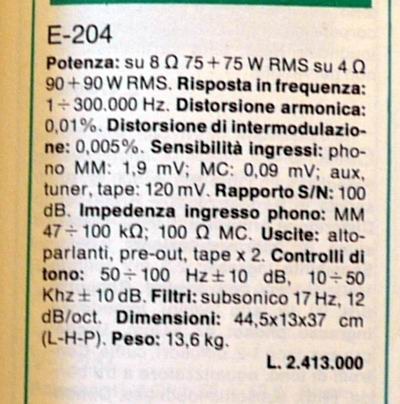 E-204
Potenza: su 8 Ω 75+75 W RMS su 4 Ω
90+90 W RMS. Risposta in frequenza:
1÷300.000 Hz. Distorsione armonica:
0,01%. Distorsione di intermodulazio-
ne: 0,005%. Sensibilità ingressi: pho-
no MM: 1,9 mV; MC: 0,09 mV; aux,
tuner, tape: 120 mV. Rapporto S/N: 100
dB. Impedenza ingresso phono: MM
47÷100 kΩ; 100 Ω MC. Uscite: alto-
parlanti, pre-out, tape x 2. Controlli di
tono: 50÷100 Hz±10 dB, 10÷50
Khz±10 dB. Filtri: subsonico 17 Hz, 12
dB/oct. Dimensioni: 44,5x13x37 cm
(L-H-P). Peso: 13,6 kg.
L. 2.413.000